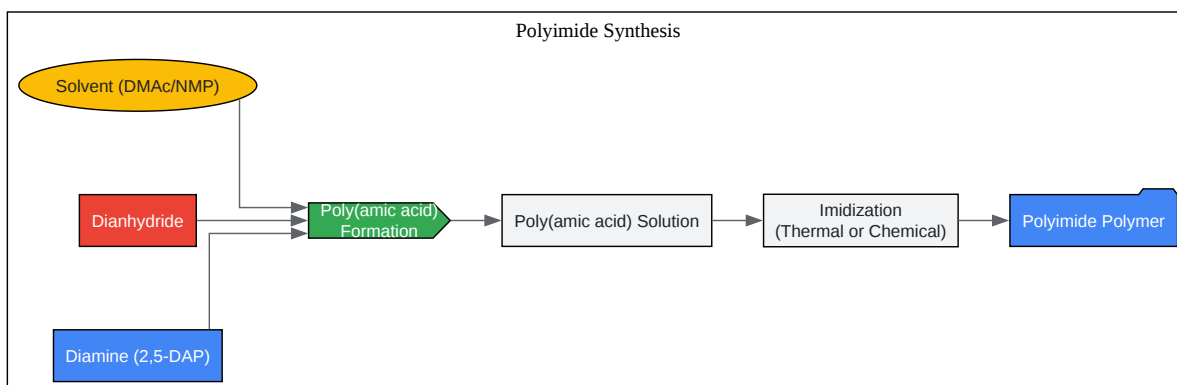 Polyimide Synthesis
Solvent (DMAc/NMP)
Dianhydride
Diamine (2,5-DAP)
Poly(amic acid)
Formation
Poly(amic acid) Solution
Imidization
(Thermal or Chemical)
Polyimide Polymer